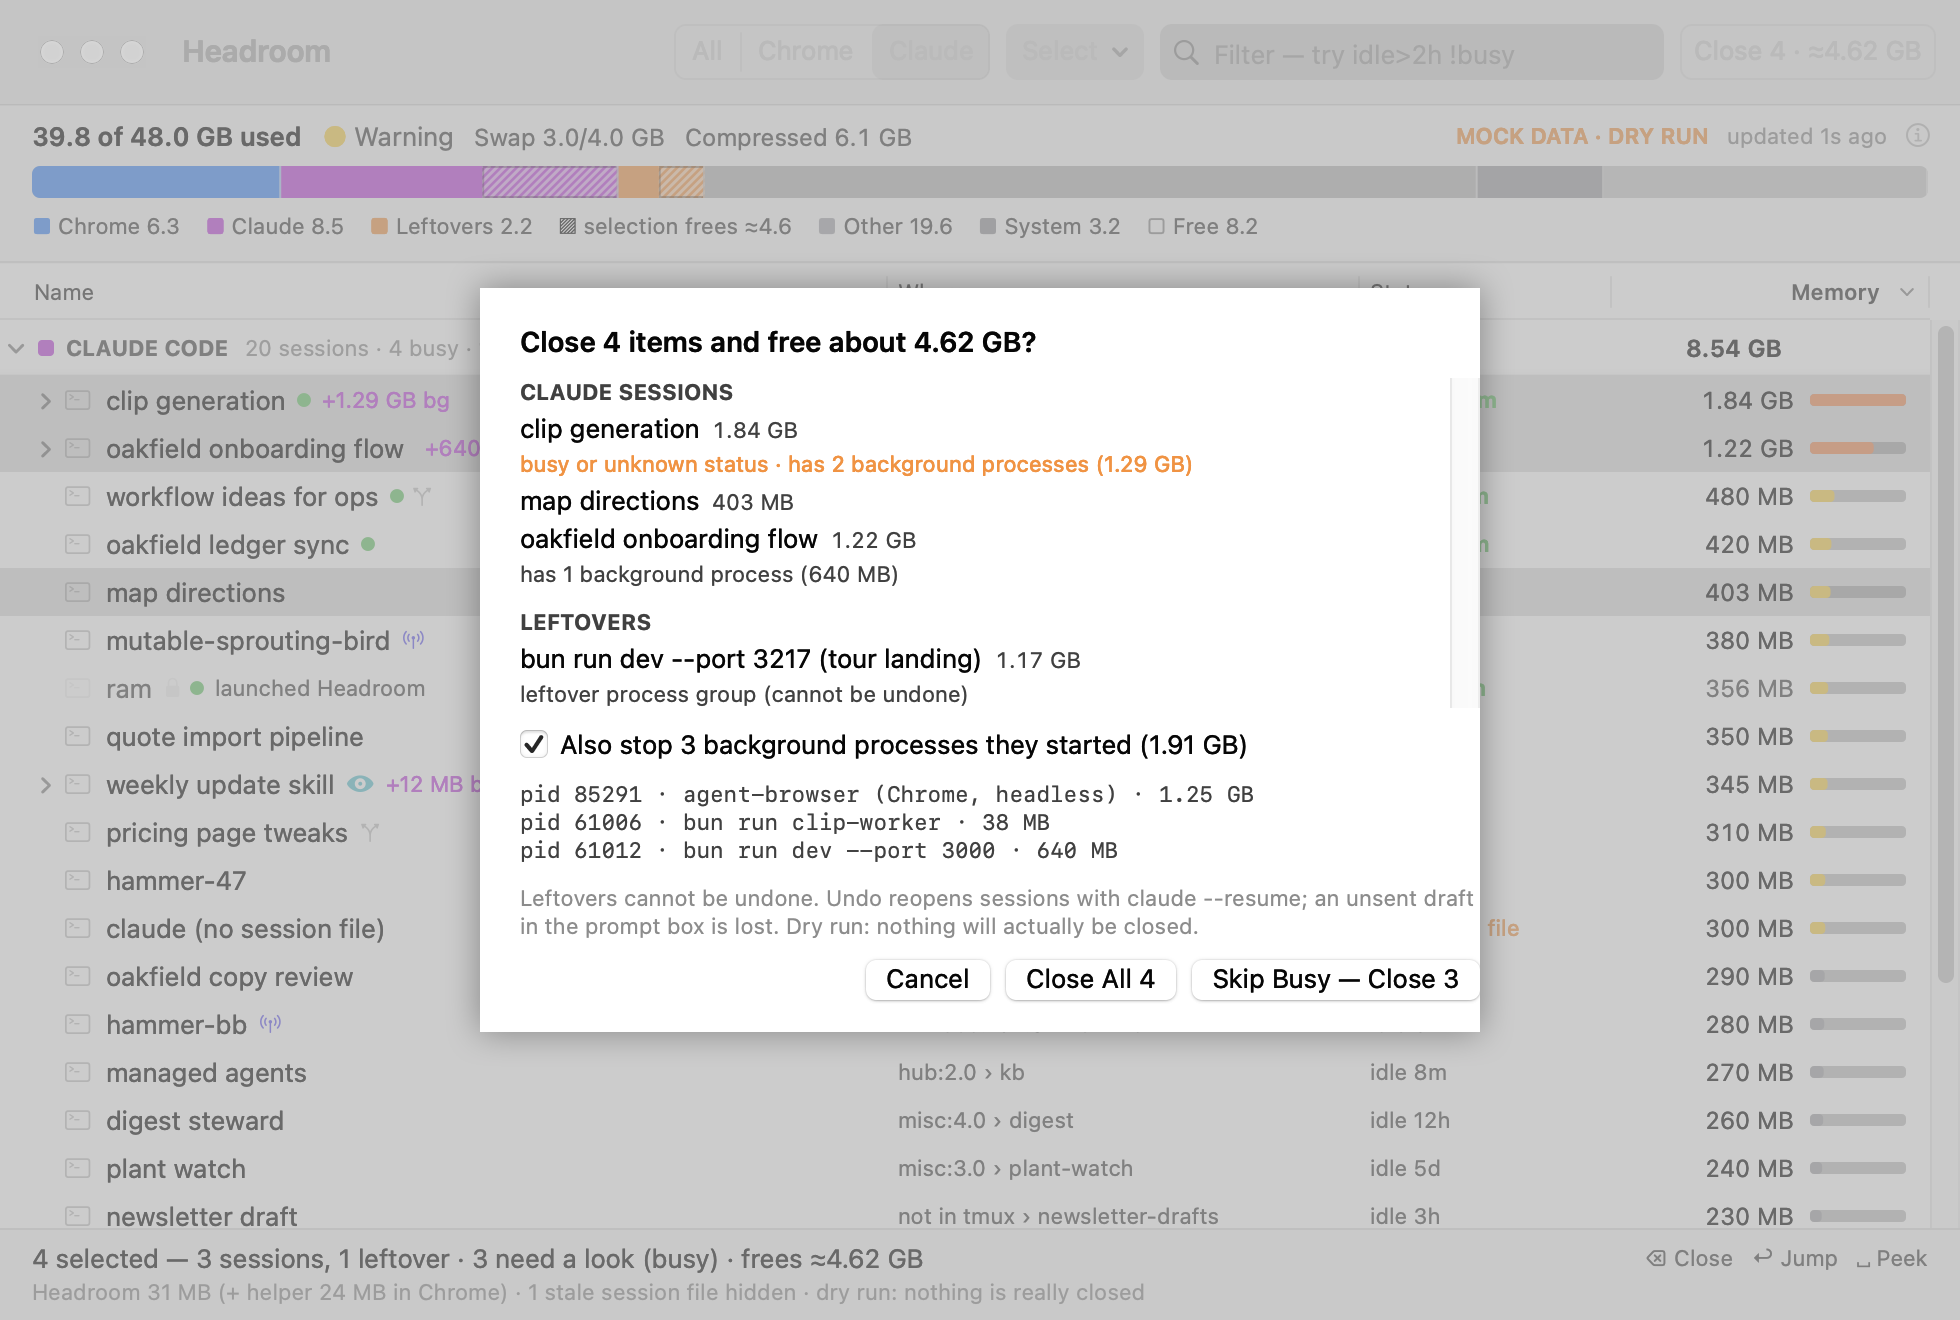 Headroom
All Chrome Claude Select Filter — try idle>2h !busy Close 4 · ≈4.62 GB
39.8 of 48.0 GB used Warning Swap 3.0/4.0 GB Compressed 6.1 GB MOCK DATA · DRY RUN updated 1s ago
Chrome 6.3 Claude 8.5 Leftovers 2.2 selection frees ≈4.6 Other 19.6 System 3.2 Free 8.2
Name Memory
CLAUDE CODE 20 sessions · 4 busy · 8.54 GB
clip generation +1.29 GB bg m 1.84 GB
oakfield onboarding flow +640 1.22 GB
workflow ideas for ops 480 MB
oakfield ledger sync 420 MB
map directions 403 MB
mutable-sprouting-bird 380 MB
ram launched Headroom 356 MB
quote import pipeline 350 MB
weekly update skill +12 MB 345 MB
pricing page tweaks 310 MB
hammer-47 300 MB
claude (no session file) file 300 MB
oakfield copy review 290 MB
hammer-bb 280 MB
managed agents hub:2.0 › kb idle 8m 270 MB
digest steward misc:4.0 › digest idle 12h 260 MB
plant watch misc:3.0 › plant-watch idle 5d 240 MB
newsletter draft not in tmux › newsletter-drafts idle 3h 230 MB
Close 4 items and free about 4.62 GB?
CLAUDE SESSIONS
clip generation 1.84 GB
busy or unknown status · has 2 background processes (1.29 GB)
map directions 403 MB
oakfield onboarding flow 1.22 GB
has 1 background process (640 MB)
LEFTOVERS
bun run dev --port 3217 (tour landing) 1.17 GB
leftover process group (cannot be undone)
Also stop 3 background processes they started (1.91 GB)
pid 85291 · agent-browser (Chrome, headless) · 1.25 GB
pid 61006 · bun run clip-worker · 38 MB
pid 61012 · bun run dev --port 3000 · 640 MB
Leftovers cannot be undone. Undo reopens sessions with claude --resume; an unsent draft
in the prompt box is lost. Dry run: nothing will actually be closed.
Cancel Close All 4 Skip Busy — Close 3
4 selected — 3 sessions, 1 leftover · 3 need a look (busy) · frees ≈4.62 GB Close Jump Peek
Headroom 31 MB (+ helper 24 MB in Chrome) · 1 stale session file hidden · dry run: nothing is really closed